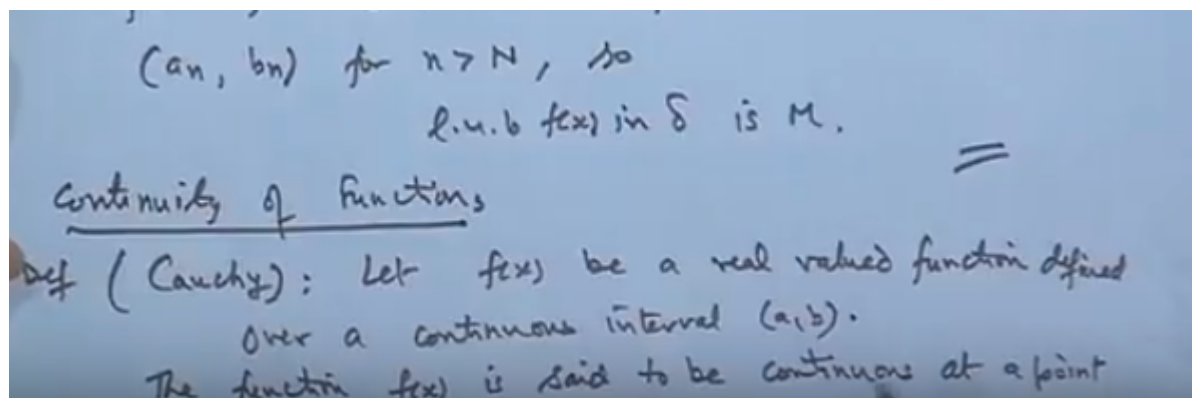 (an, bn) for n > N, so
l.u.b f(x) in δ is M.
Continuity of Functions
Def (Cauchy): Let f(x) be a real valued function defined
over a continuous interval (a,b).
The function f(x) is said to be continuous at a point